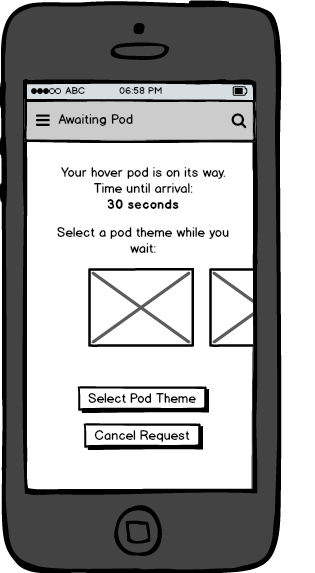 ABC 06:58 PM
Awaiting Pod
Your hover pod is on its way.
Time until arrival:
30 seconds
Select a pod theme while you
wait:
Select Pod Theme
Cancel Request